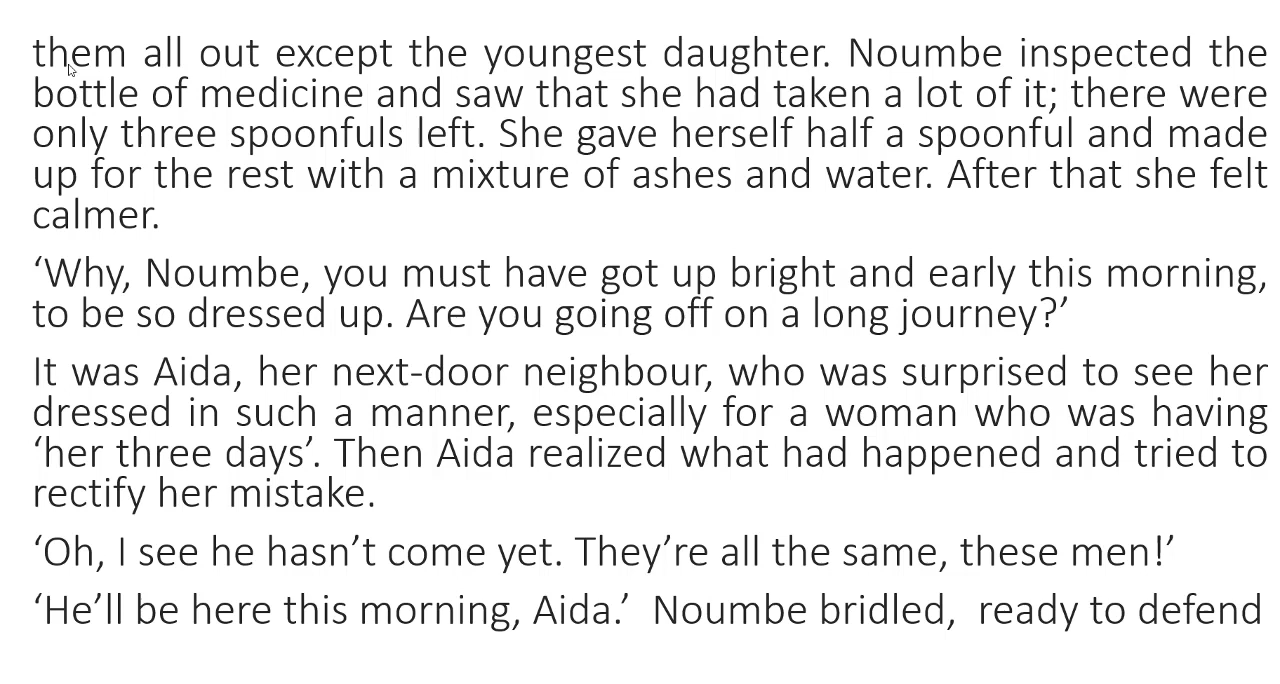 them all out except the youngest daughter. Noumbe inspected the
bottle of medicine and saw that she had taken a lot of it; there were
only three spoonfuls left. She gave herself half a spoonful and made
up for the rest with a mixture of ashes and water. After that she felt
calmer.
‘Why, Noumbe, you must have got up bright and early this morning,
to be so dressed up. Are you going off on a long journey?’
It was Aida, her next-door neighbour, who was surprised to see her
dressed in such a manner, especially for a woman who was having
‘her three days’. Then Aida realized what had happened and tried to
rectify her mistake.
‘Oh, I see he hasn’t come yet. They’re all the same, these men!’
‘He’ll be here this morning, Aida.’  Noumbe bridled,  ready to defend